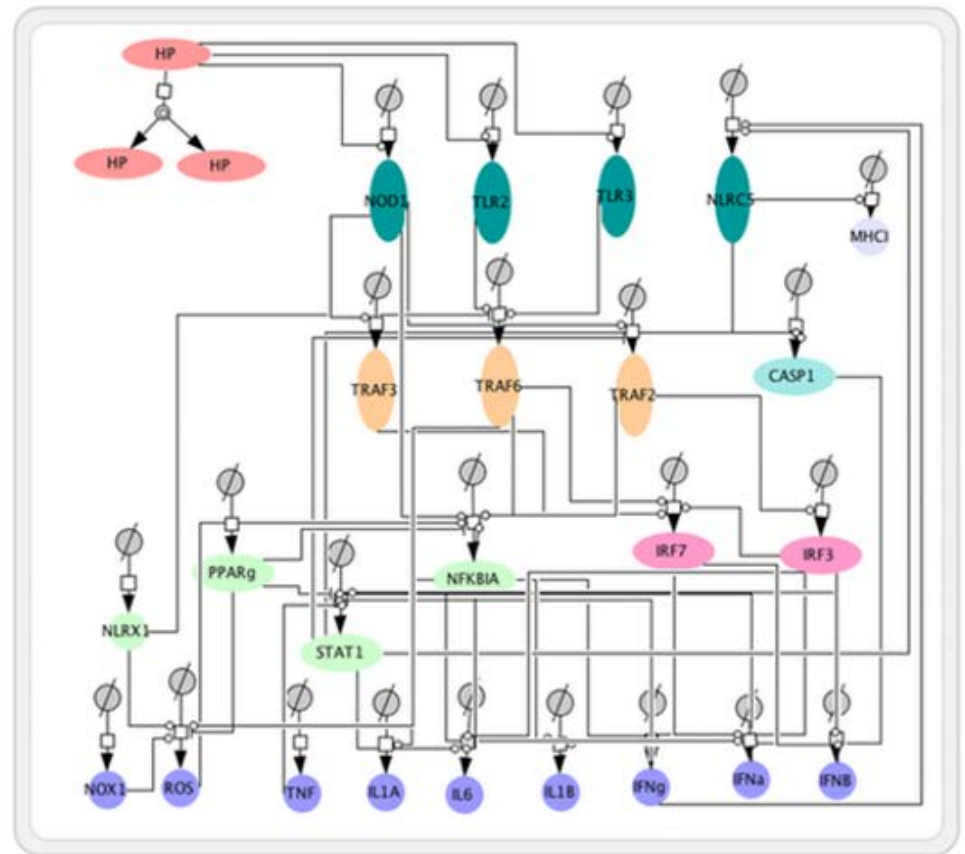 HP
HP
HP
NOD1
TLR2
TLR3
NLRC5
MHCI
TRAF3
TRAF6
TRAF2
CASP1
PPARg
NFKBIA
IRF7
IRF3
NLRX1
STAT1
NOX1
ROS
TNF
IL1A
IL6
IL1B
IFNg
IFNa
IFNB